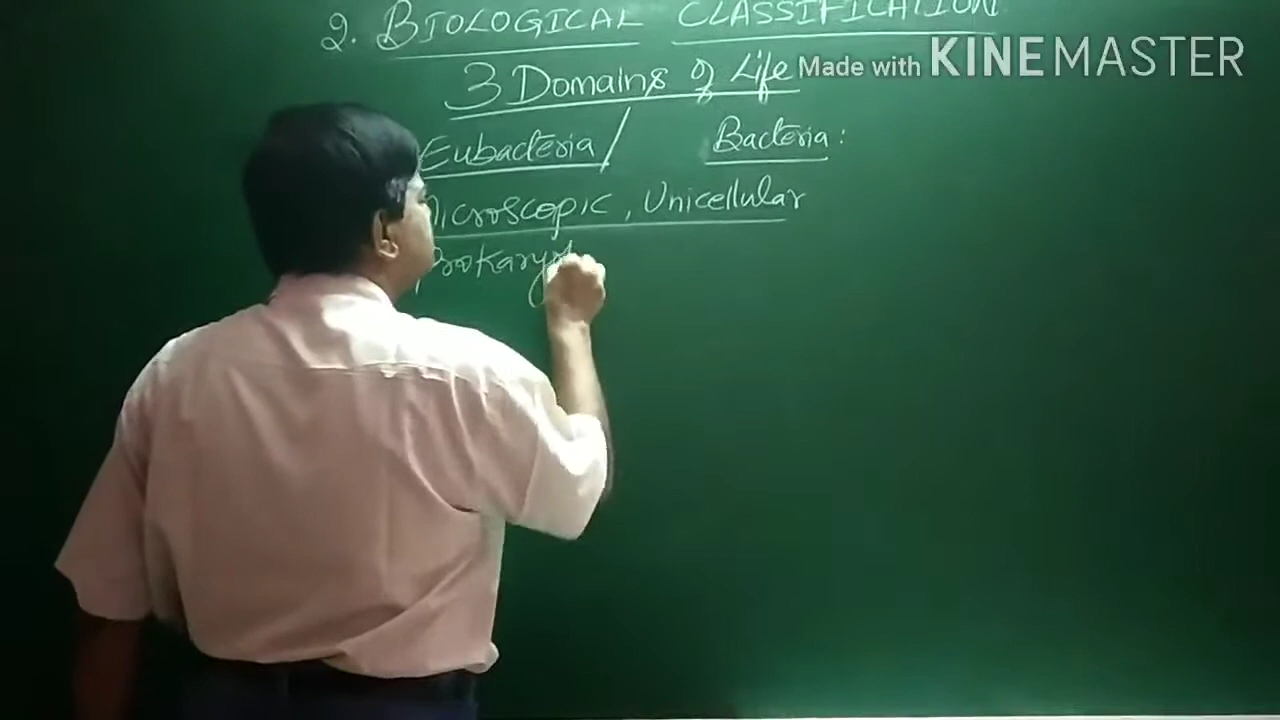 2. BIOLOGICAL CLASSIFICATION
3 Domains of Life
Made with KINEMASTER
Eubacteria / Bacteria:
Microscopic, Unicellular